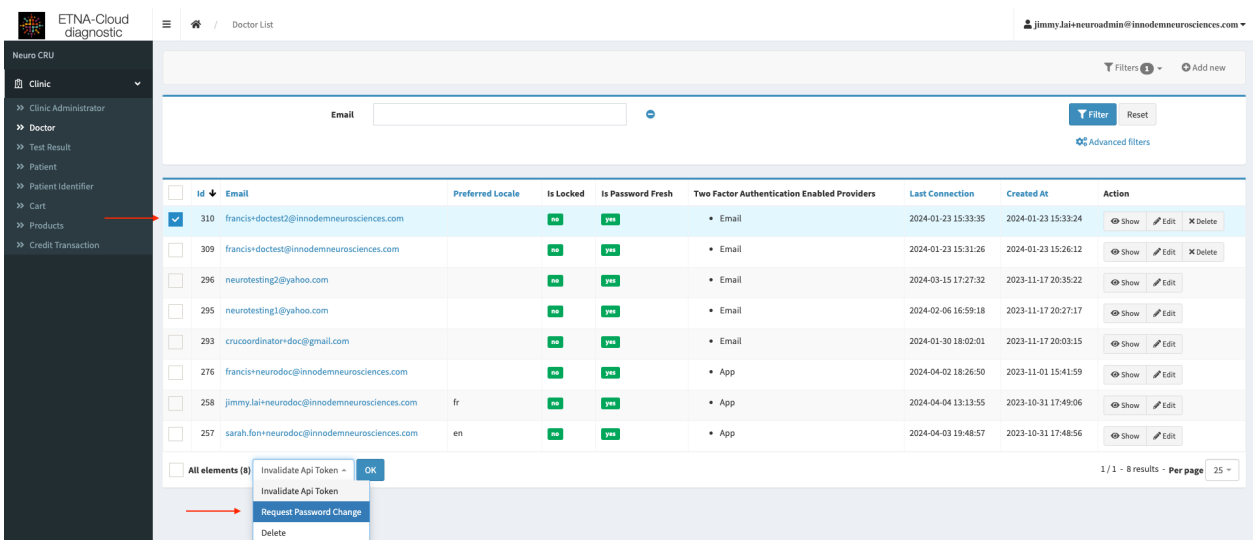 ETNA-Cloud
diagnostic
/ Doctor List
jimmy.lai+neuroadmin@innodemneurosciences.com
Neuro CRU
Clinic
Clinic Administrator
Doctor
Test Result
Patient
Patient Identifier
Cart
Products
Credit Transaction
Filters 1 Add new
Email Filter Reset
Advanced filters
Id Email Preferred Locale Is Locked Is Password Fresh Two Factor Authentication Enabled Providers Last Connection Created At Action
310 francis+doctest2@innodemneurosciences.com no yes • Email 2024-01-23 15:33:35 2024-01-23 15:33:24 Show Edit Delete
309 francis+doctest@innodemneurosciences.com no yes • Email 2024-01-23 15:31:26 2024-01-23 15:26:12 Show Edit Delete
296 neurotesting2@yahoo.com no yes • Email 2024-03-15 17:27:32 2023-11-17 20:35:22 Show Edit
295 neurotesting1@yahoo.com no yes • Email 2024-02-06 16:59:18 2023-11-17 20:27:17 Show Edit
293 crucoordinator+doc@gmail.com no yes • Email 2024-01-30 18:02:01 2023-11-17 20:03:15 Show Edit
276 francis+neurodoc@innodemneurosciences.com no yes • App 2024-04-02 18:26:50 2023-11-01 15:41:59 Show Edit
258 jimmy.lai+neurodoc@innodemneurosciences.com fr no yes • App 2024-04-04 13:13:55 2023-10-31 17:49:06 Show Edit
257 sarah.fon+neurodoc@innodemneurosciences.com en no yes • App 2024-04-03 19:48:57 2023-10-31 17:48:56 Show Edit
All elements (8) Invalidate Api Token OK 1 / 1 - 8 results - Per page 25
Invalidate Api Token
Request Password Change
Delete